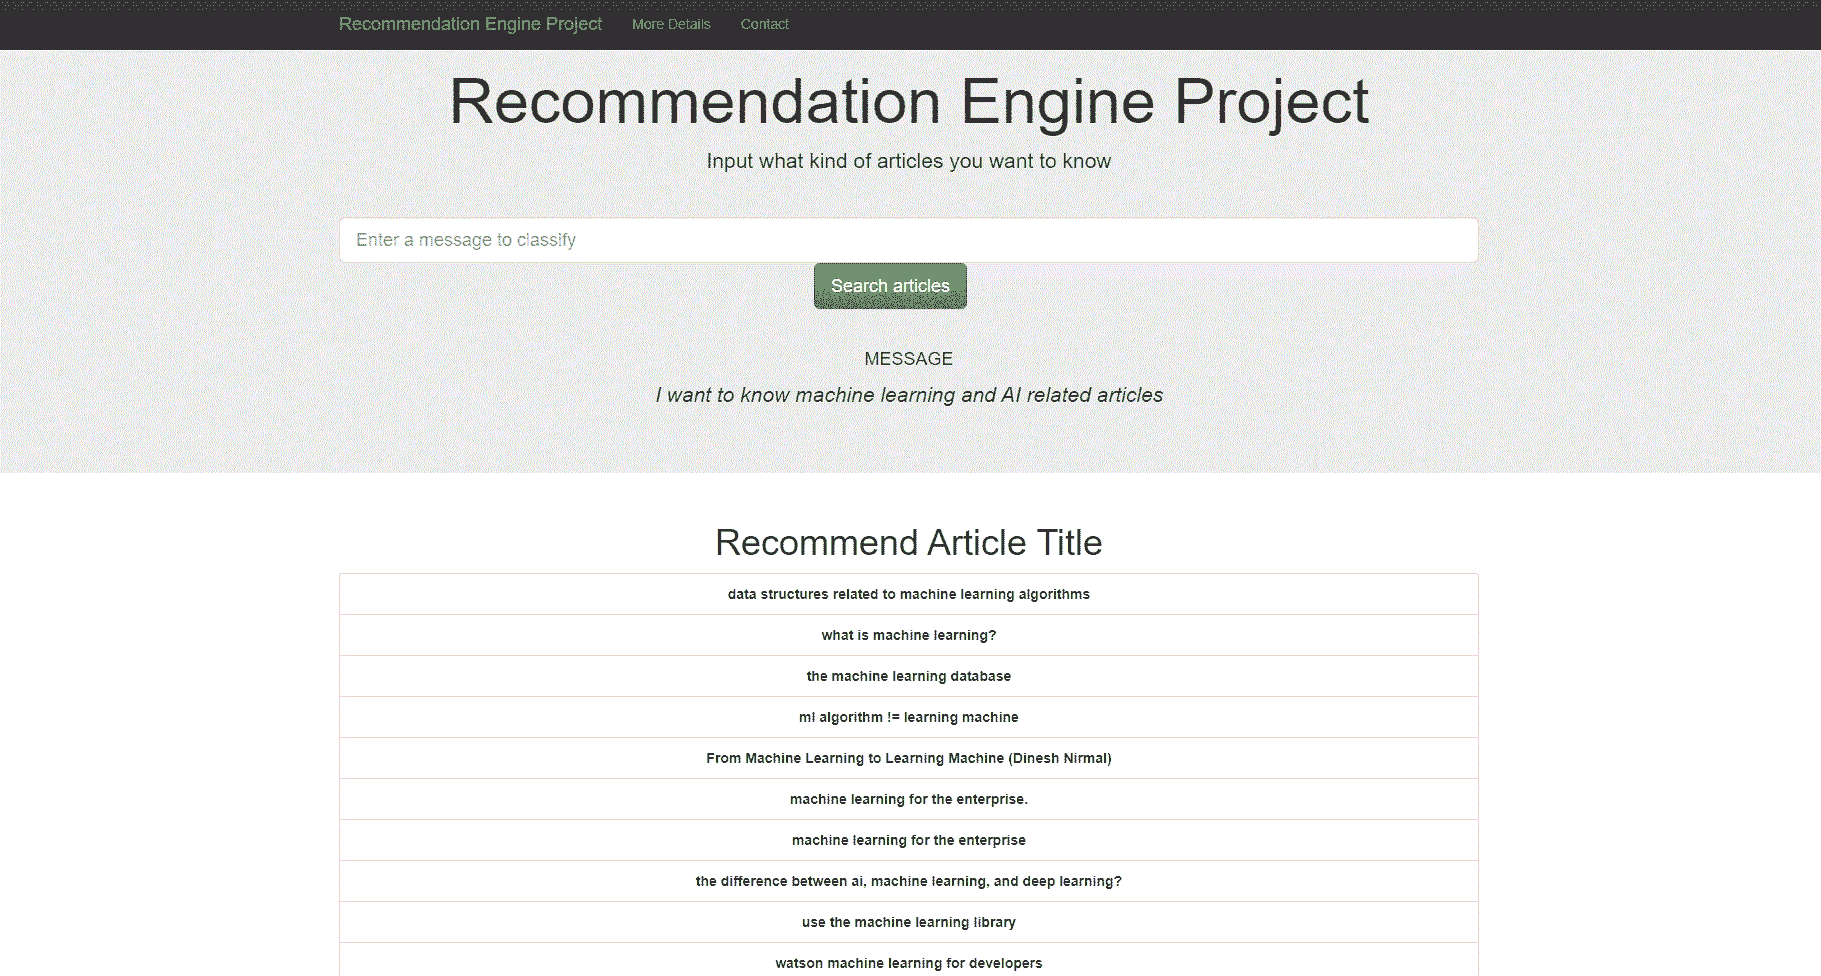 Recommendation Engine Project More Details Contact
Recommendation Engine Project
Input what kind of articles you want to know
Enter a message to classify
Search articles
MESSAGE
I want to know machine learning and AI related articles
Recommend Article Title
data structures related to machine learning algorithms
what is machine learning?
the machine learning database
ml algorithm != learning machine
From Machine Learning to Learning Machine (Dinesh Nirmal)
machine learning for the enterprise.
machine learning for the enterprise
the difference between ai, machine learning, and deep learning?
use the machine learning library
watson machine learning for developers